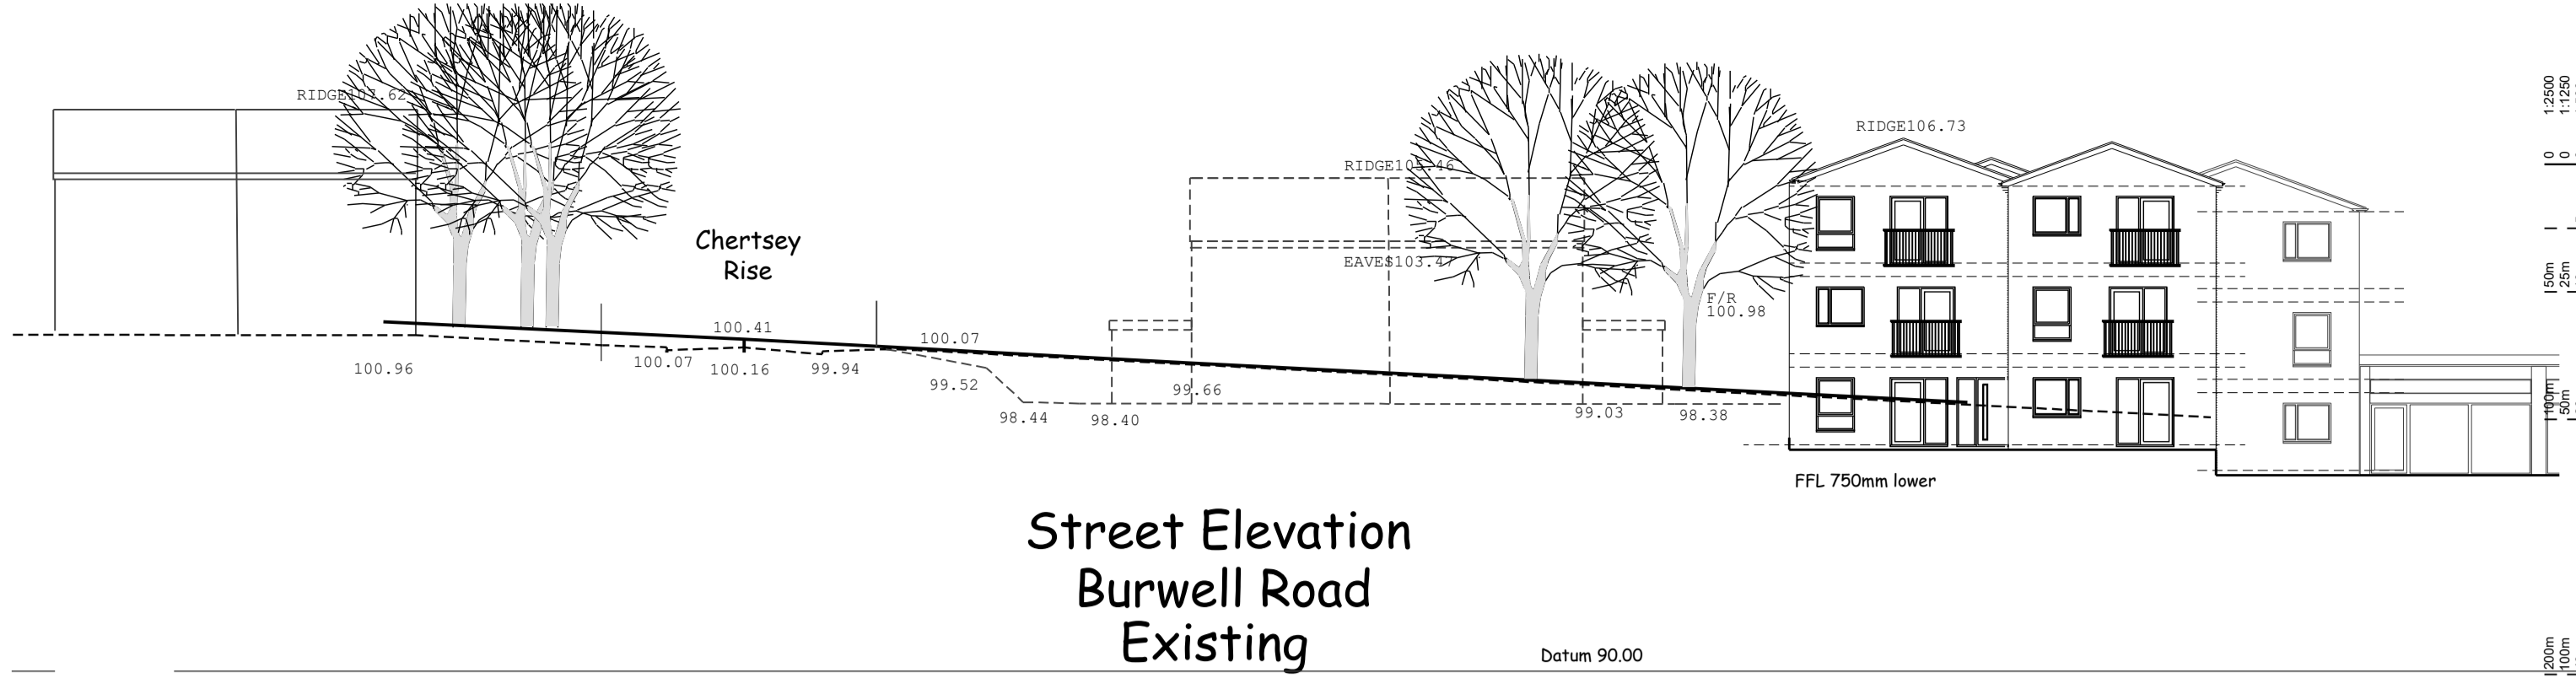 RIDGE107.62
Chertsey
Rise
100.96
100.07
100.41
100.16
99.94
100.07
99.52
98.44
98.40
99.66
RIDGE105.46
EAVES103.47
99.03
98.38
F/R
100.98
RIDGE106.73
FFL 750mm lower
Street Elevation
Burwell Road
Existing
Datum 90.00
1:2500
1:1250
0
0
50m
25m
100m
50m
200m
100m